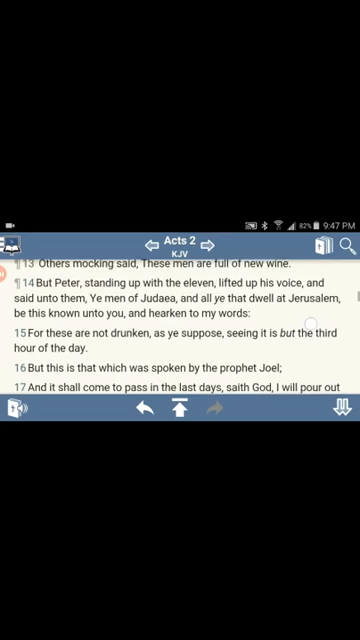 82% 9:47 PM
Acts 2
KJV
¶ 13 Others mocking said, These men are full of new wine.
¶ 14 But Peter, standing up with the eleven, lifted up his voice, and
said unto them, Ye men of Judaea, and all ye that dwell at Jerusalem,
be this known unto you, and hearken to my words:
15 For these are not drunken, as ye suppose, seeing it is but the third
hour of the day.
16 But this is that which was spoken by the prophet Joel;
17 And it shall come to pass in the last days, saith God, I will pour out